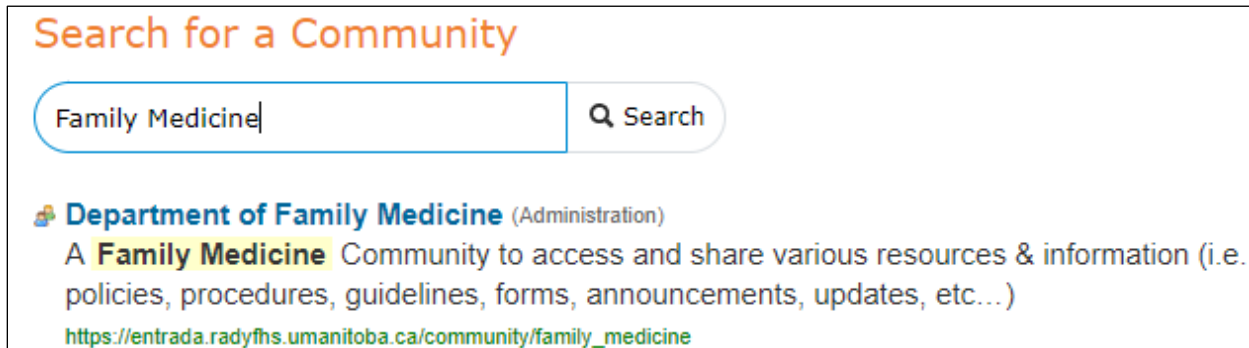 Search for a Community
Family Medicine
Search
Department of Family Medicine (Administration)
A Family Medicine Community to access and share various resources & information (i.e.
policies, procedures, guidelines, forms, announcements, updates, etc...)
https://entrada.radyfhs.umanitoba.ca/community/family_medicine